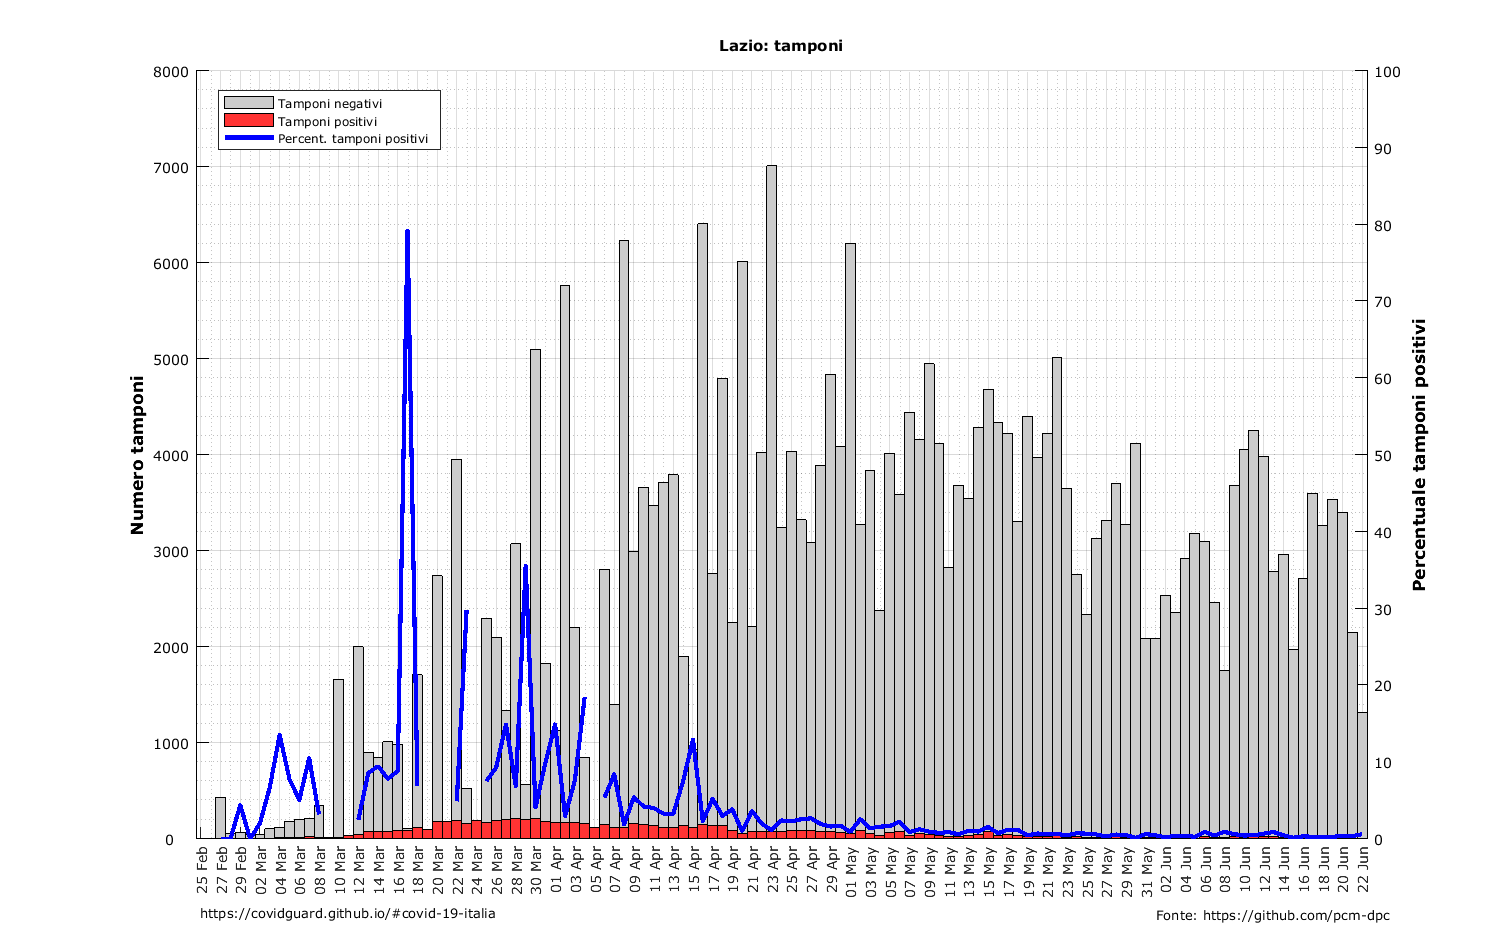 Lazio: tamponi
Tamponi negativi
Tamponi positivi
Percent. tamponi positivi
Numero tamponi
8000
7000
6000
5000
4000
3000
2000
1000
0
Percentuale tamponi positivi
100
90
80
70
60
50
40
30
20
10
0
25 Feb
27 Feb
29 Feb
02 Mar
04 Mar
06 Mar
08 Mar
10 Mar
12 Mar
14 Mar
16 Mar
18 Mar
20 Mar
22 Mar
24 Mar
26 Mar
28 Mar
30 Mar
01 Apr
03 Apr
05 Apr
07 Apr
09 Apr
11 Apr
13 Apr
15 Apr
17 Apr
19 Apr
21 Apr
23 Apr
25 Apr
27 Apr
29 Apr
01 May
03 May
05 May
07 May
09 May
11 May
13 May
15 May
17 May
19 May
21 May
23 May
25 May
27 May
29 May
31 May
02 Jun
04 Jun
06 Jun
08 Jun
10 Jun
12 Jun
14 Jun
16 Jun
18 Jun
20 Jun
22 Jun
https://covidguard.github.io/#covid-19-italia
Fonte: https://github.com/pcm-dpc